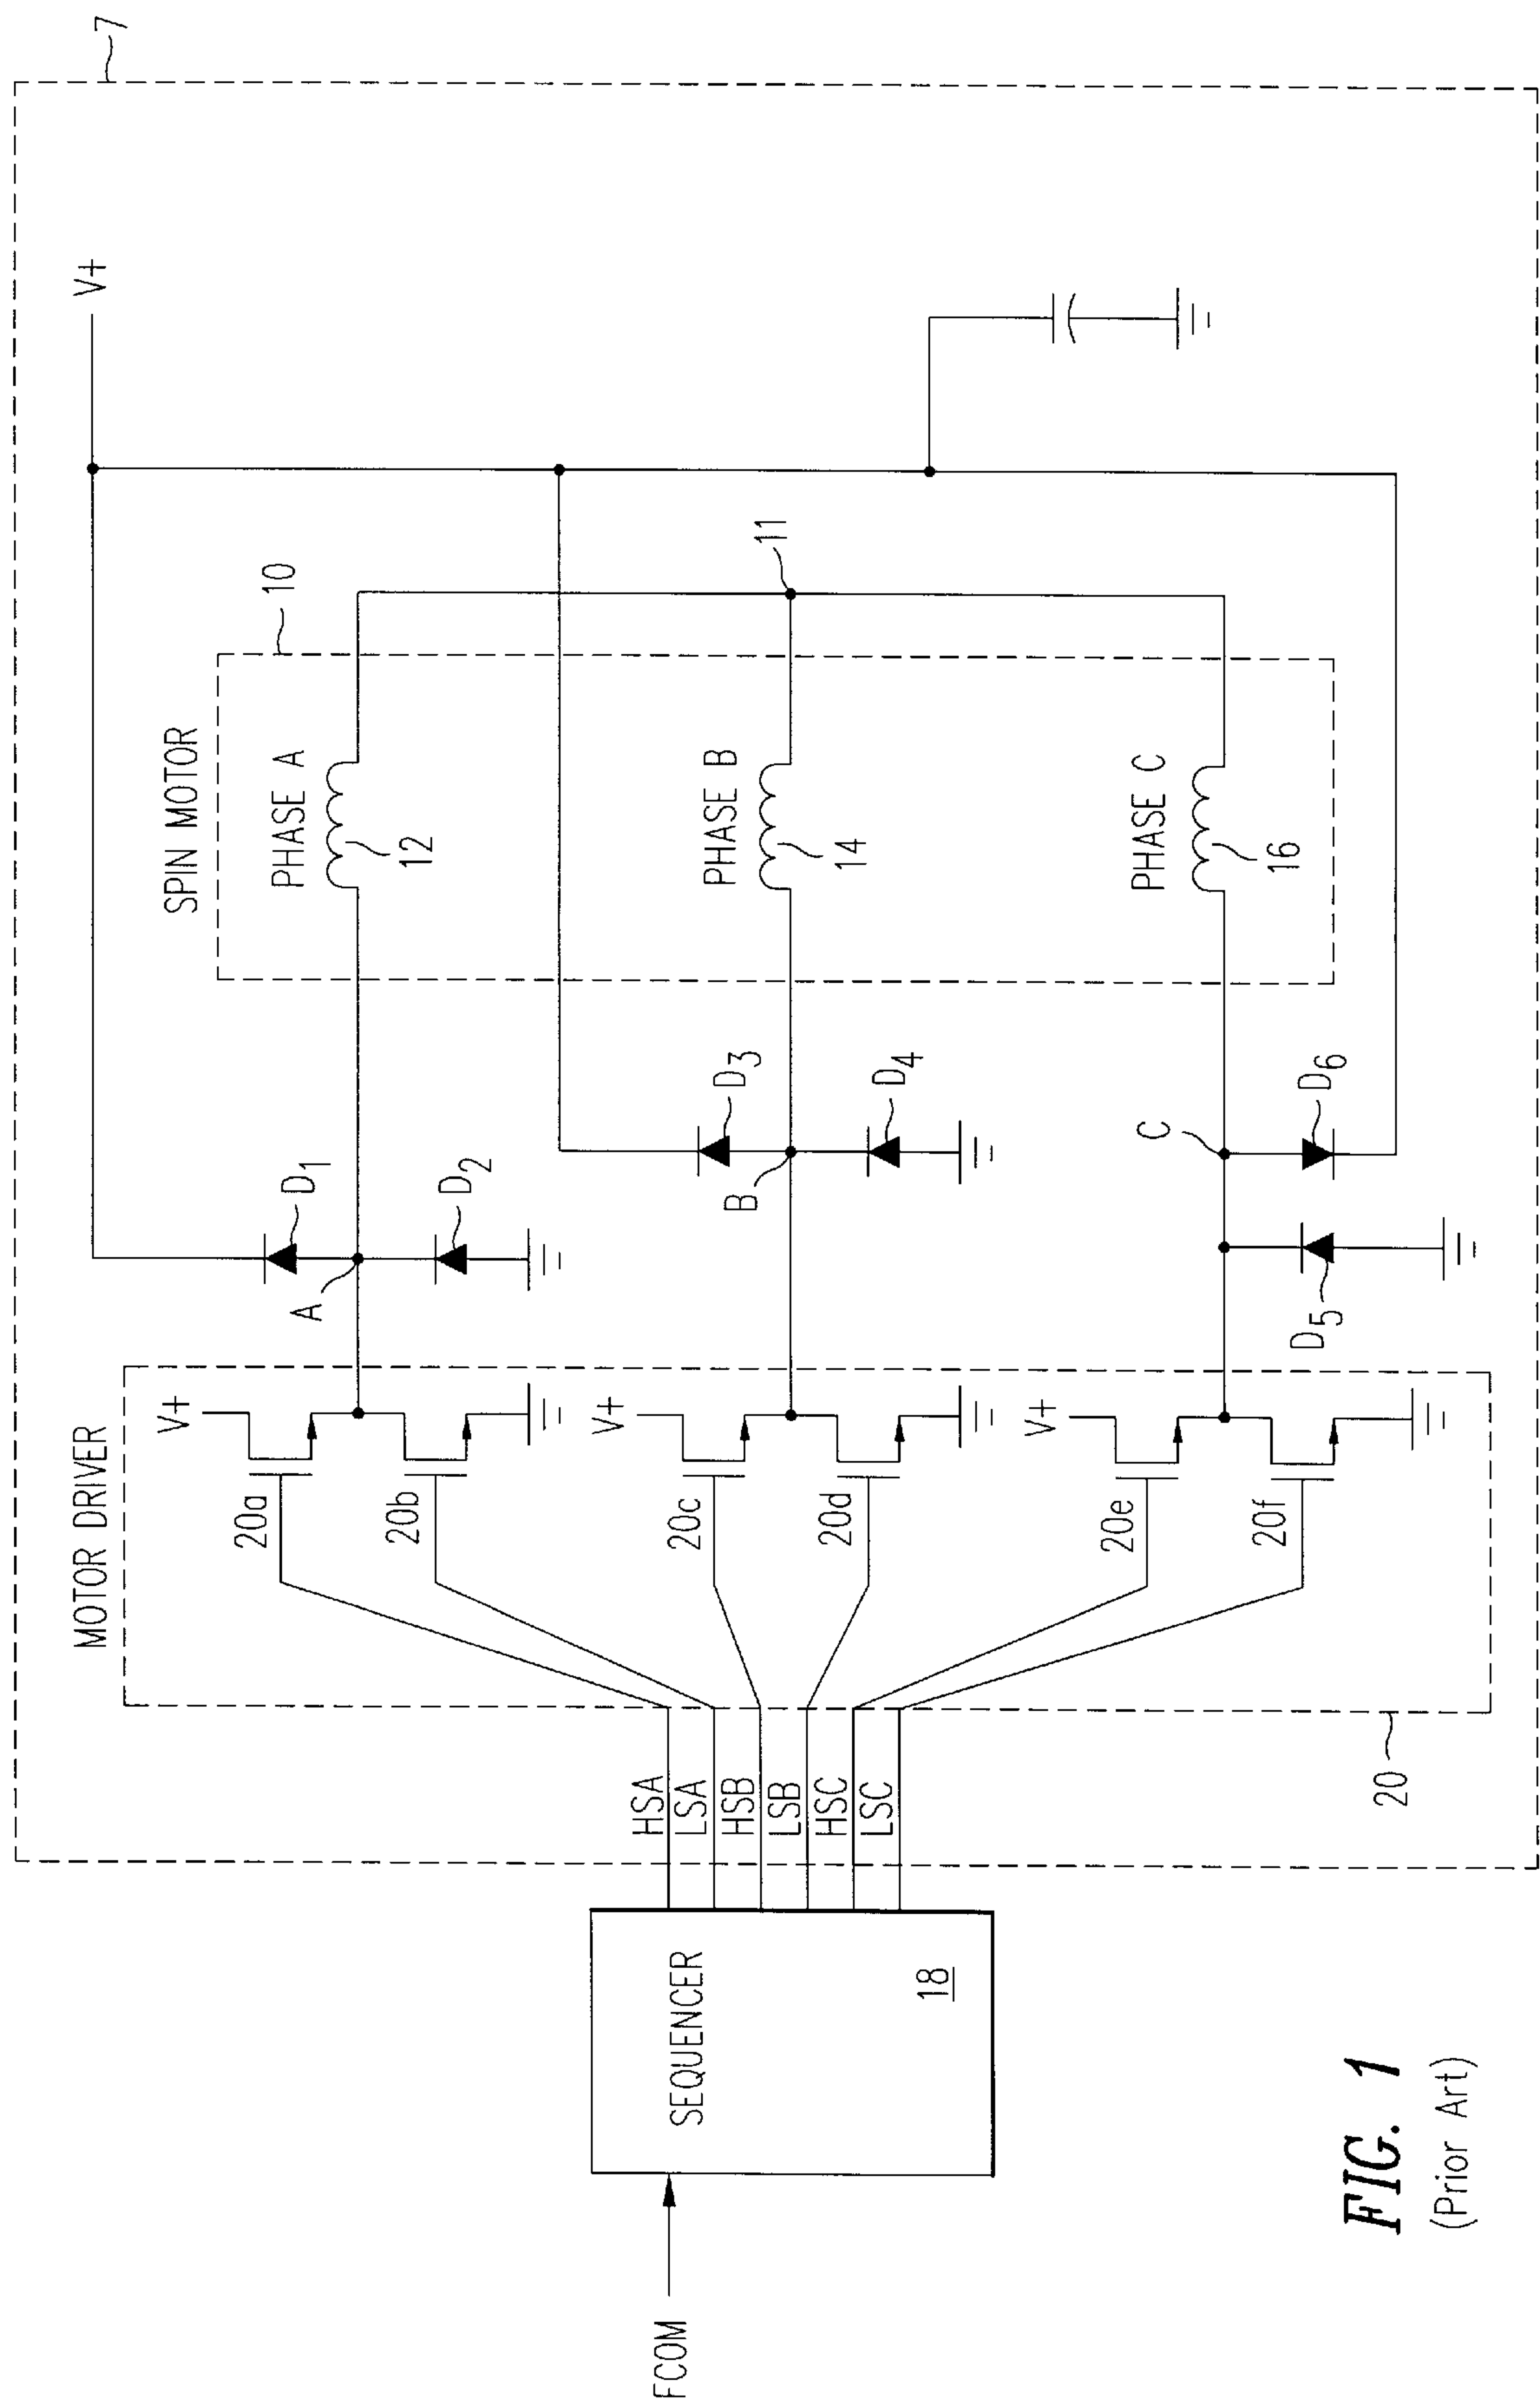 7
V+
10
11
SPIN MOTOR
PHASE A
12
PHASE B
14
PHASE C
16
D1
D2
A
D3
D4
B
C
D6
D5
MOTOR DRIVER
V+
20a
20b
V+
20c
20d
V+
20e
20f
20
HSA
LSA
HSB
LSB
HSC
LSC
SEQUENCER
18
FCOM
FIG. 1
(Prior Art)